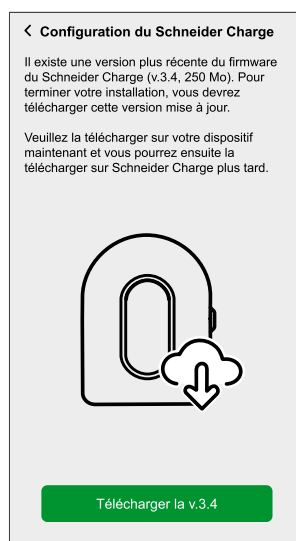 Configuration du Schneider Charge
Il existe une version plus récente du firmware
du Schneider Charge (v.3.4, 250 Mo). Pour
terminer votre installation, vous devrez
télécharger cette version mise à jour.
Veuillez la télécharger sur votre dispositif
maintenant et vous pourrez ensuite la
télécharger sur Schneider Charge plus tard.
Télécharger la v.3.4